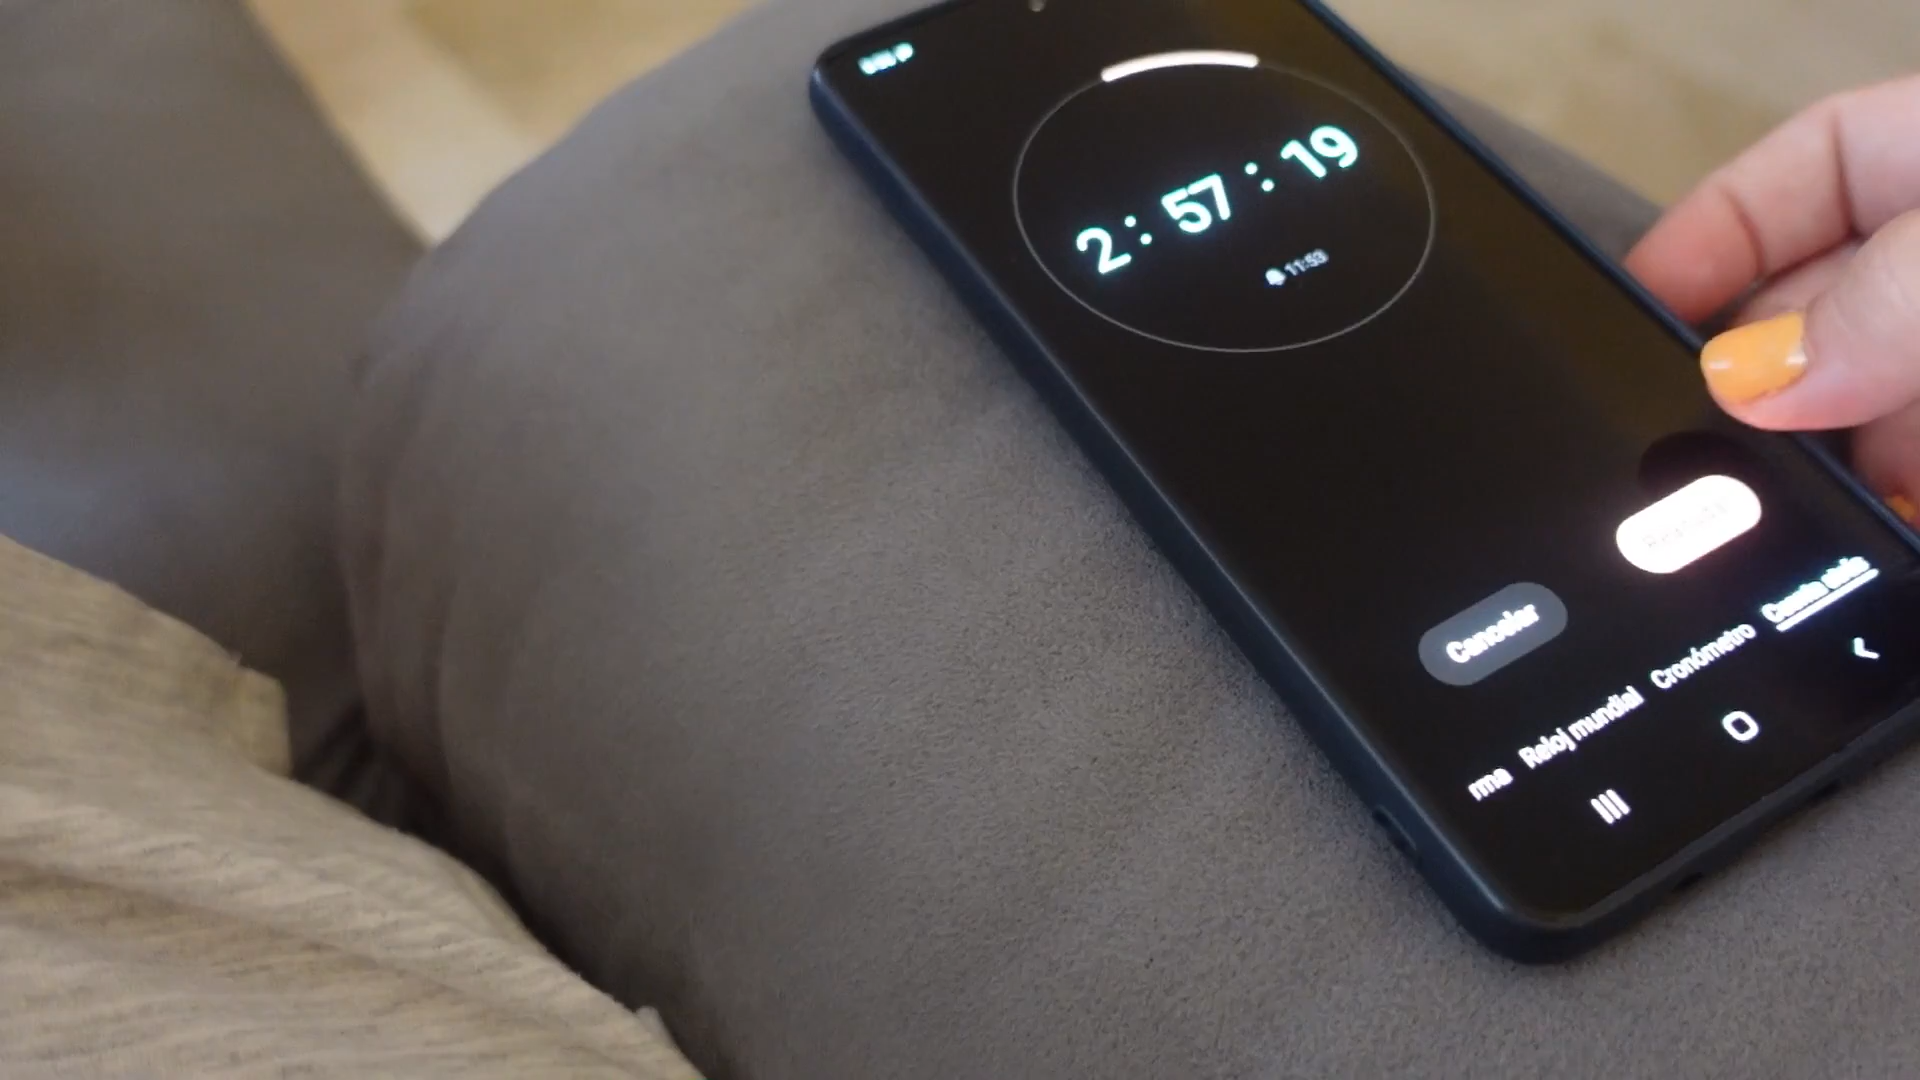 2 : 57 : 19
11:53
Cancelar
rma Reloj mundial Cronómetro Cuenta atrás